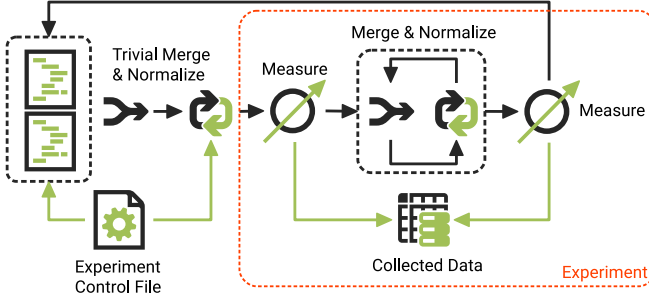 Trivial Merge
& Normalize
Measure
Merge & Normalize
Measure
Experiment
Control File
Collected Data
Experiment